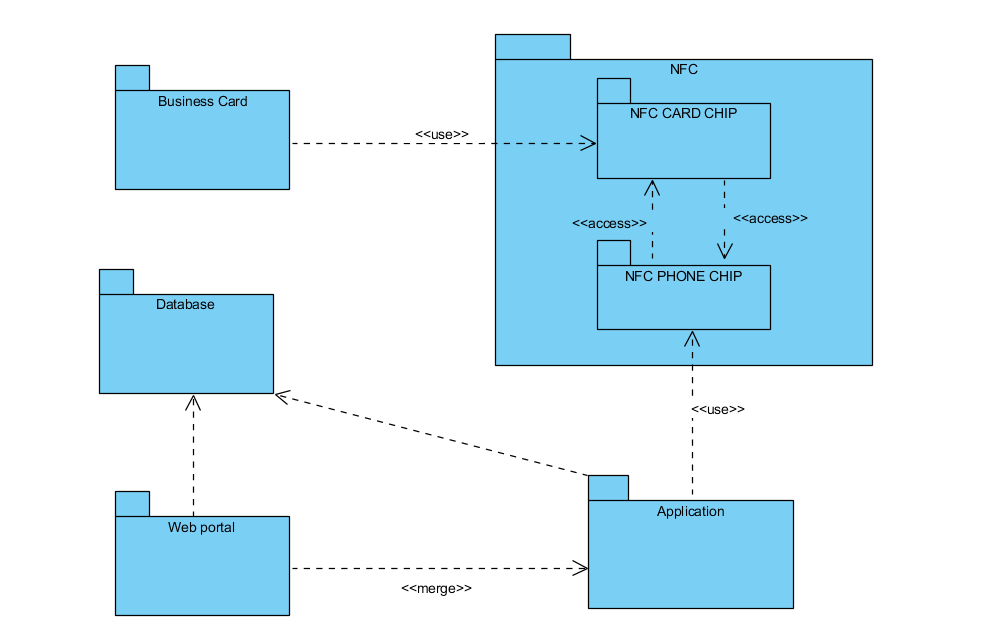 NFC
Business Card
NFC CARD CHIP
<<use>>
<<access>>
<<access>>
NFC PHONE CHIP
Database
<<use>>
Application
Web portal
<<merge>>